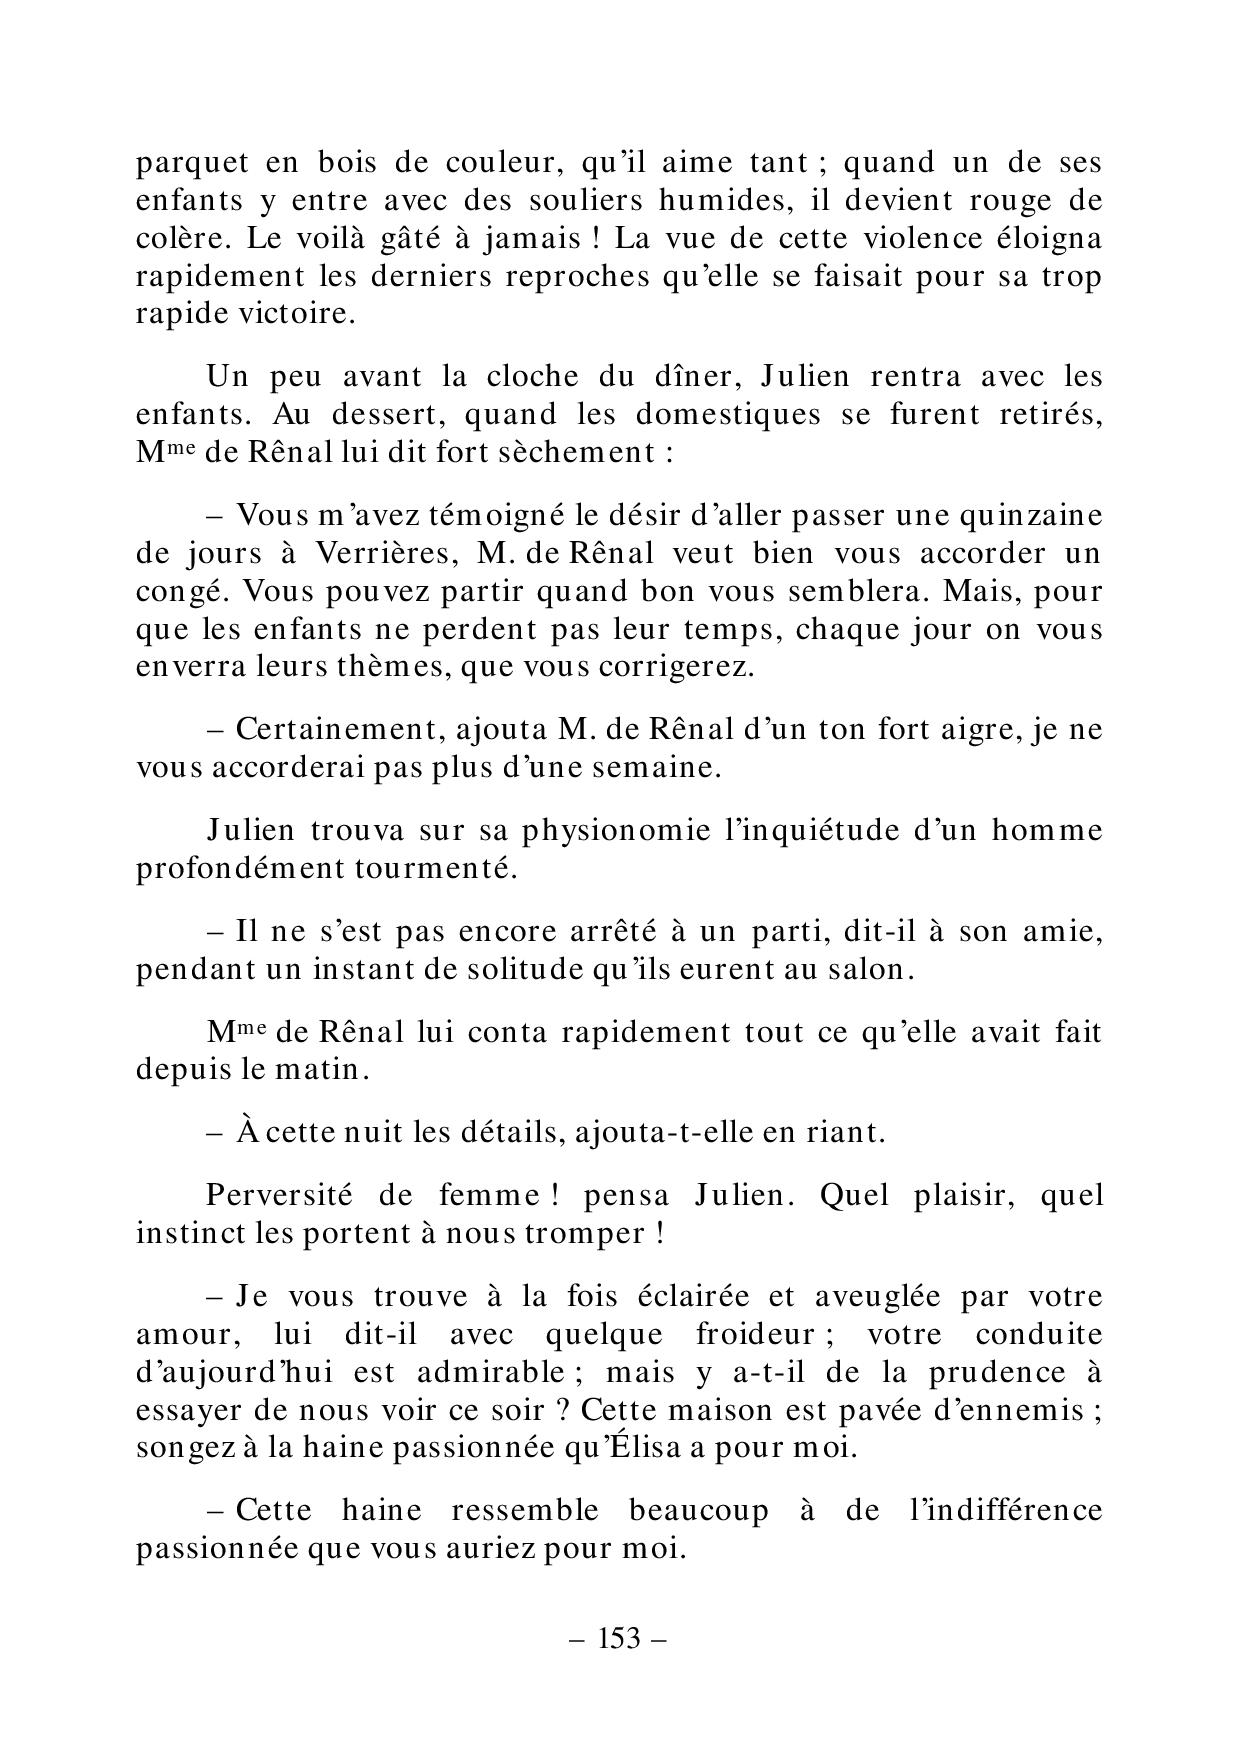 parquet en bois de couleur, qu’il aime tant ; quand un de ses
enfants y entre avec des souliers humides, il devient rouge de
colère. Le voilà gâté à jamais ! La vue de cette violence éloigna
rapidement les derniers reproches qu’elle se faisait pour sa trop
rapide victoire.
Un peu avant la cloche du dîner, Julien rentra avec les
enfants. Au dessert, quand les domestiques se furent retirés,
Mme de Rênal lui dit fort sèchement :
– Vous m’avez témoigné le désir d’aller passer une quinzaine
de jours à Verrières, M. de Rênal veut bien vous accorder un
congé. Vous pouvez partir quand bon vous semblera. Mais, pour
que les enfants ne perdent pas leur temps, chaque jour on vous
enverra leurs thèmes, que vous corrigerez.
– Certainement, ajouta M. de Rênal d’un ton fort aigre, je ne
vous accorderai pas plus d’une semaine.
Julien trouva sur sa physionomie l’inquiétude d’un homme
profondément tourmenté.
– Il ne s’est pas encore arrêté à un parti, dit-il à son amie,
pendant un instant de solitude qu’ils eurent au salon.
Mme de Rênal lui conta rapidement tout ce qu’elle avait fait
depuis le matin.
– À cette nuit les détails, ajouta-t-elle en riant.
Perversité de femme ! pensa Julien. Quel plaisir, quel
instinct les portent à nous tromper !
– Je vous trouve à la fois éclairée et aveuglée par votre
amour, lui dit-il avec quelque froideur ; votre conduite
d’aujourd’hui est admirable ; mais y a-t-il de la prudence à
essayer de nous voir ce soir ? Cette maison est pavée d’ennemis ;
songez à la haine passionnée qu’Élisa a pour moi.
– Cette haine ressemble beaucoup à de l’indifférence
passionnée que vous auriez pour moi.
– 153 –